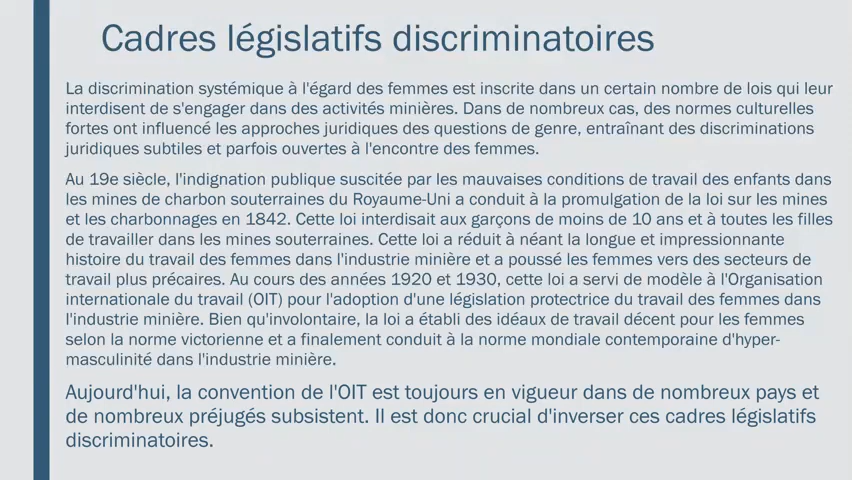 Cadres législatifs discriminatoires
La discrimination systémique à l'égard des femmes est inscrite dans un certain nombre de lois qui leur
interdisent de s'engager dans des activités minières. Dans de nombreux cas, des normes culturelles
fortes ont influencé les approches juridiques des questions de genre, entraînant des discriminations
juridiques subtiles et parfois ouvertes à l'encontre des femmes.
Au 19e siècle, l'indignation publique suscitée par les mauvaises conditions de travail des enfants dans
les mines de charbon souterraines du Royaume-Uni a conduit à la promulgation de la loi sur les mines
et les charbonnages en 1842. Cette loi interdisait aux garçons de moins de 10 ans et à toutes les filles
de travailler dans les mines souterraines. Cette loi a réduit à néant la longue et impressionnante
histoire du travail des femmes dans l'industrie minière et a poussé les femmes vers des secteurs de
travail plus précaires. Au cours des années 1920 et 1930, cette loi a servi de modèle à l'Organisation
internationale du travail (OIT) pour l'adoption d'une législation protectrice du travail des femmes dans
l'industrie minière. Bien qu'involontaire, la loi a établi des idéaux de travail décent pour les femmes
selon la norme victorienne et a finalement conduit à la norme mondiale contemporaine d'hyper-
masculinité dans l'industrie minière.
Aujourd'hui, la convention de l'OIT est toujours en vigueur dans de nombreux pays et
de nombreux préjugés subsistent. Il est donc crucial d'inverser ces cadres législatifs
discriminatoires.